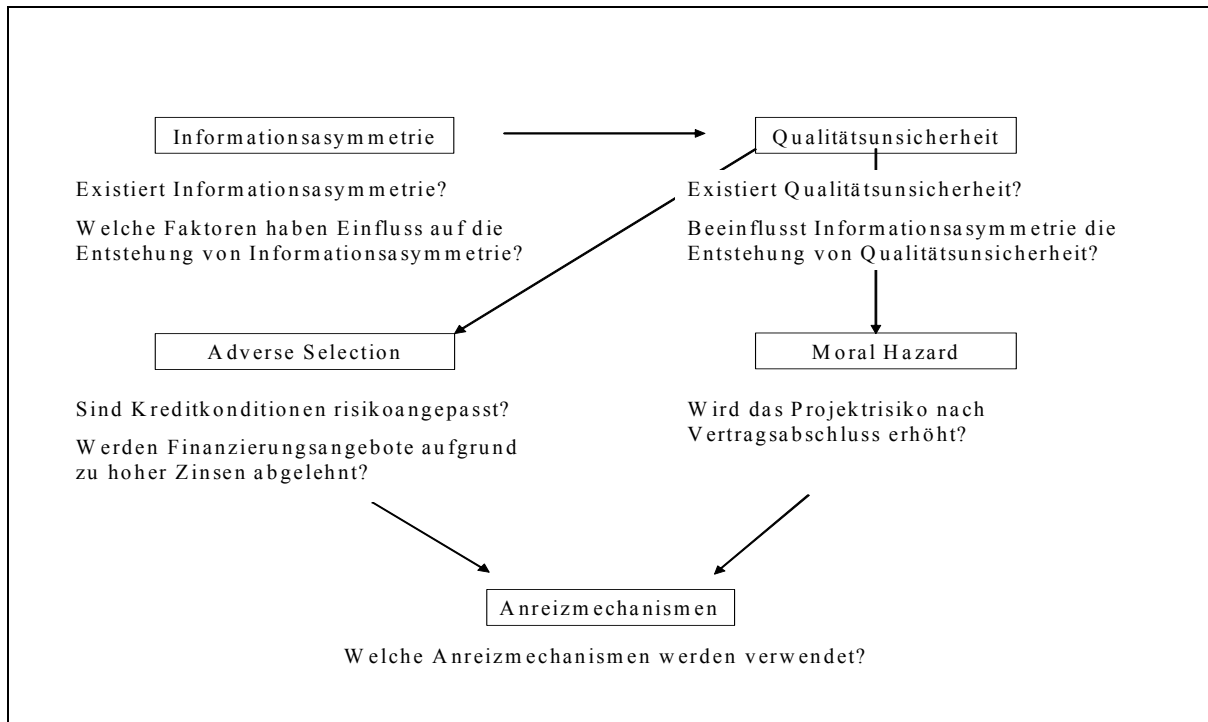 Informationsasymmetrie
Qualitätsunsicherheit
Existiert Informationsasymmetrie?
Welche Faktoren haben Einfluss auf die
Entstehung von Informationsasymmetrie?
Existiert Qualitätsunsicherheit?
Beeinflusst Informationsasymmetrie die
Entstehung von Qualitätsunsicherheit?
Adverse Selection
Moral Hazard
Sind Kreditkonditionen risikoangepasst?
Werden Finanzierungsangebote aufgrund
zu hoher Zinsen abgelehnt?
Wird das Projektrisiko nach
Vertragsabschluss erhöht?
Anreizmechanismen
Welche Anreizmechanismen werden verwendet?